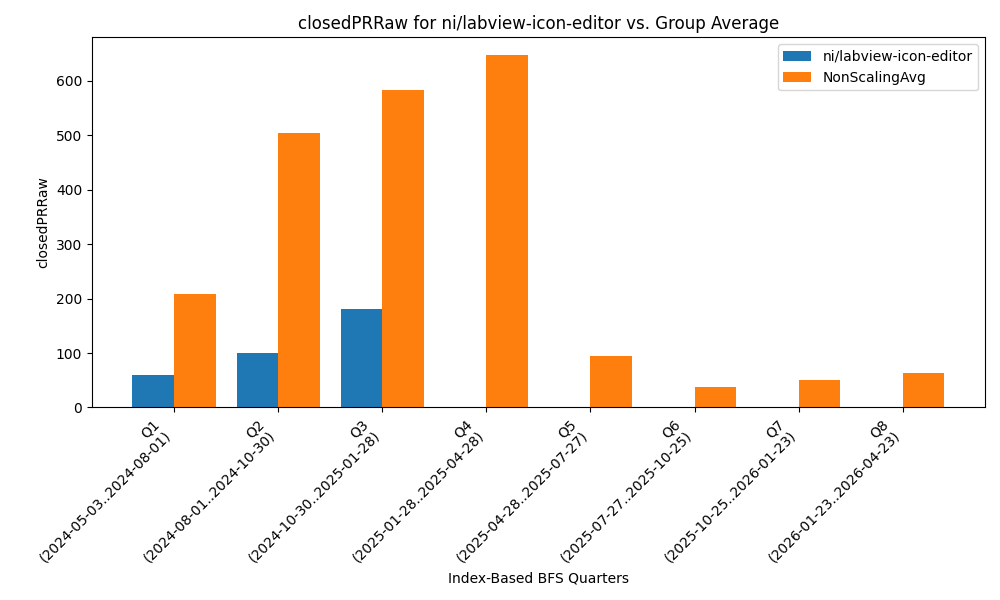 closedPRRaw for ni/labview-icon-editor vs. Group Average
ni/labview-icon-editor
NonScalingAvg
closedPRRaw
600
500
400
300
200
100
0
Q1
(2024-05-03..2024-08-01)
Q2
(2024-08-01..2024-10-30)
Q3
(2024-10-30..2025-01-28)
Q4
(2025-01-28..2025-04-28)
Q5
(2025-04-28..2025-07-27)
Q6
(2025-07-27..2025-10-25)
Q7
(2025-10-25..2026-01-23)
Q8
(2026-01-23..2026-04-23)
Index-Based BFS Quarters